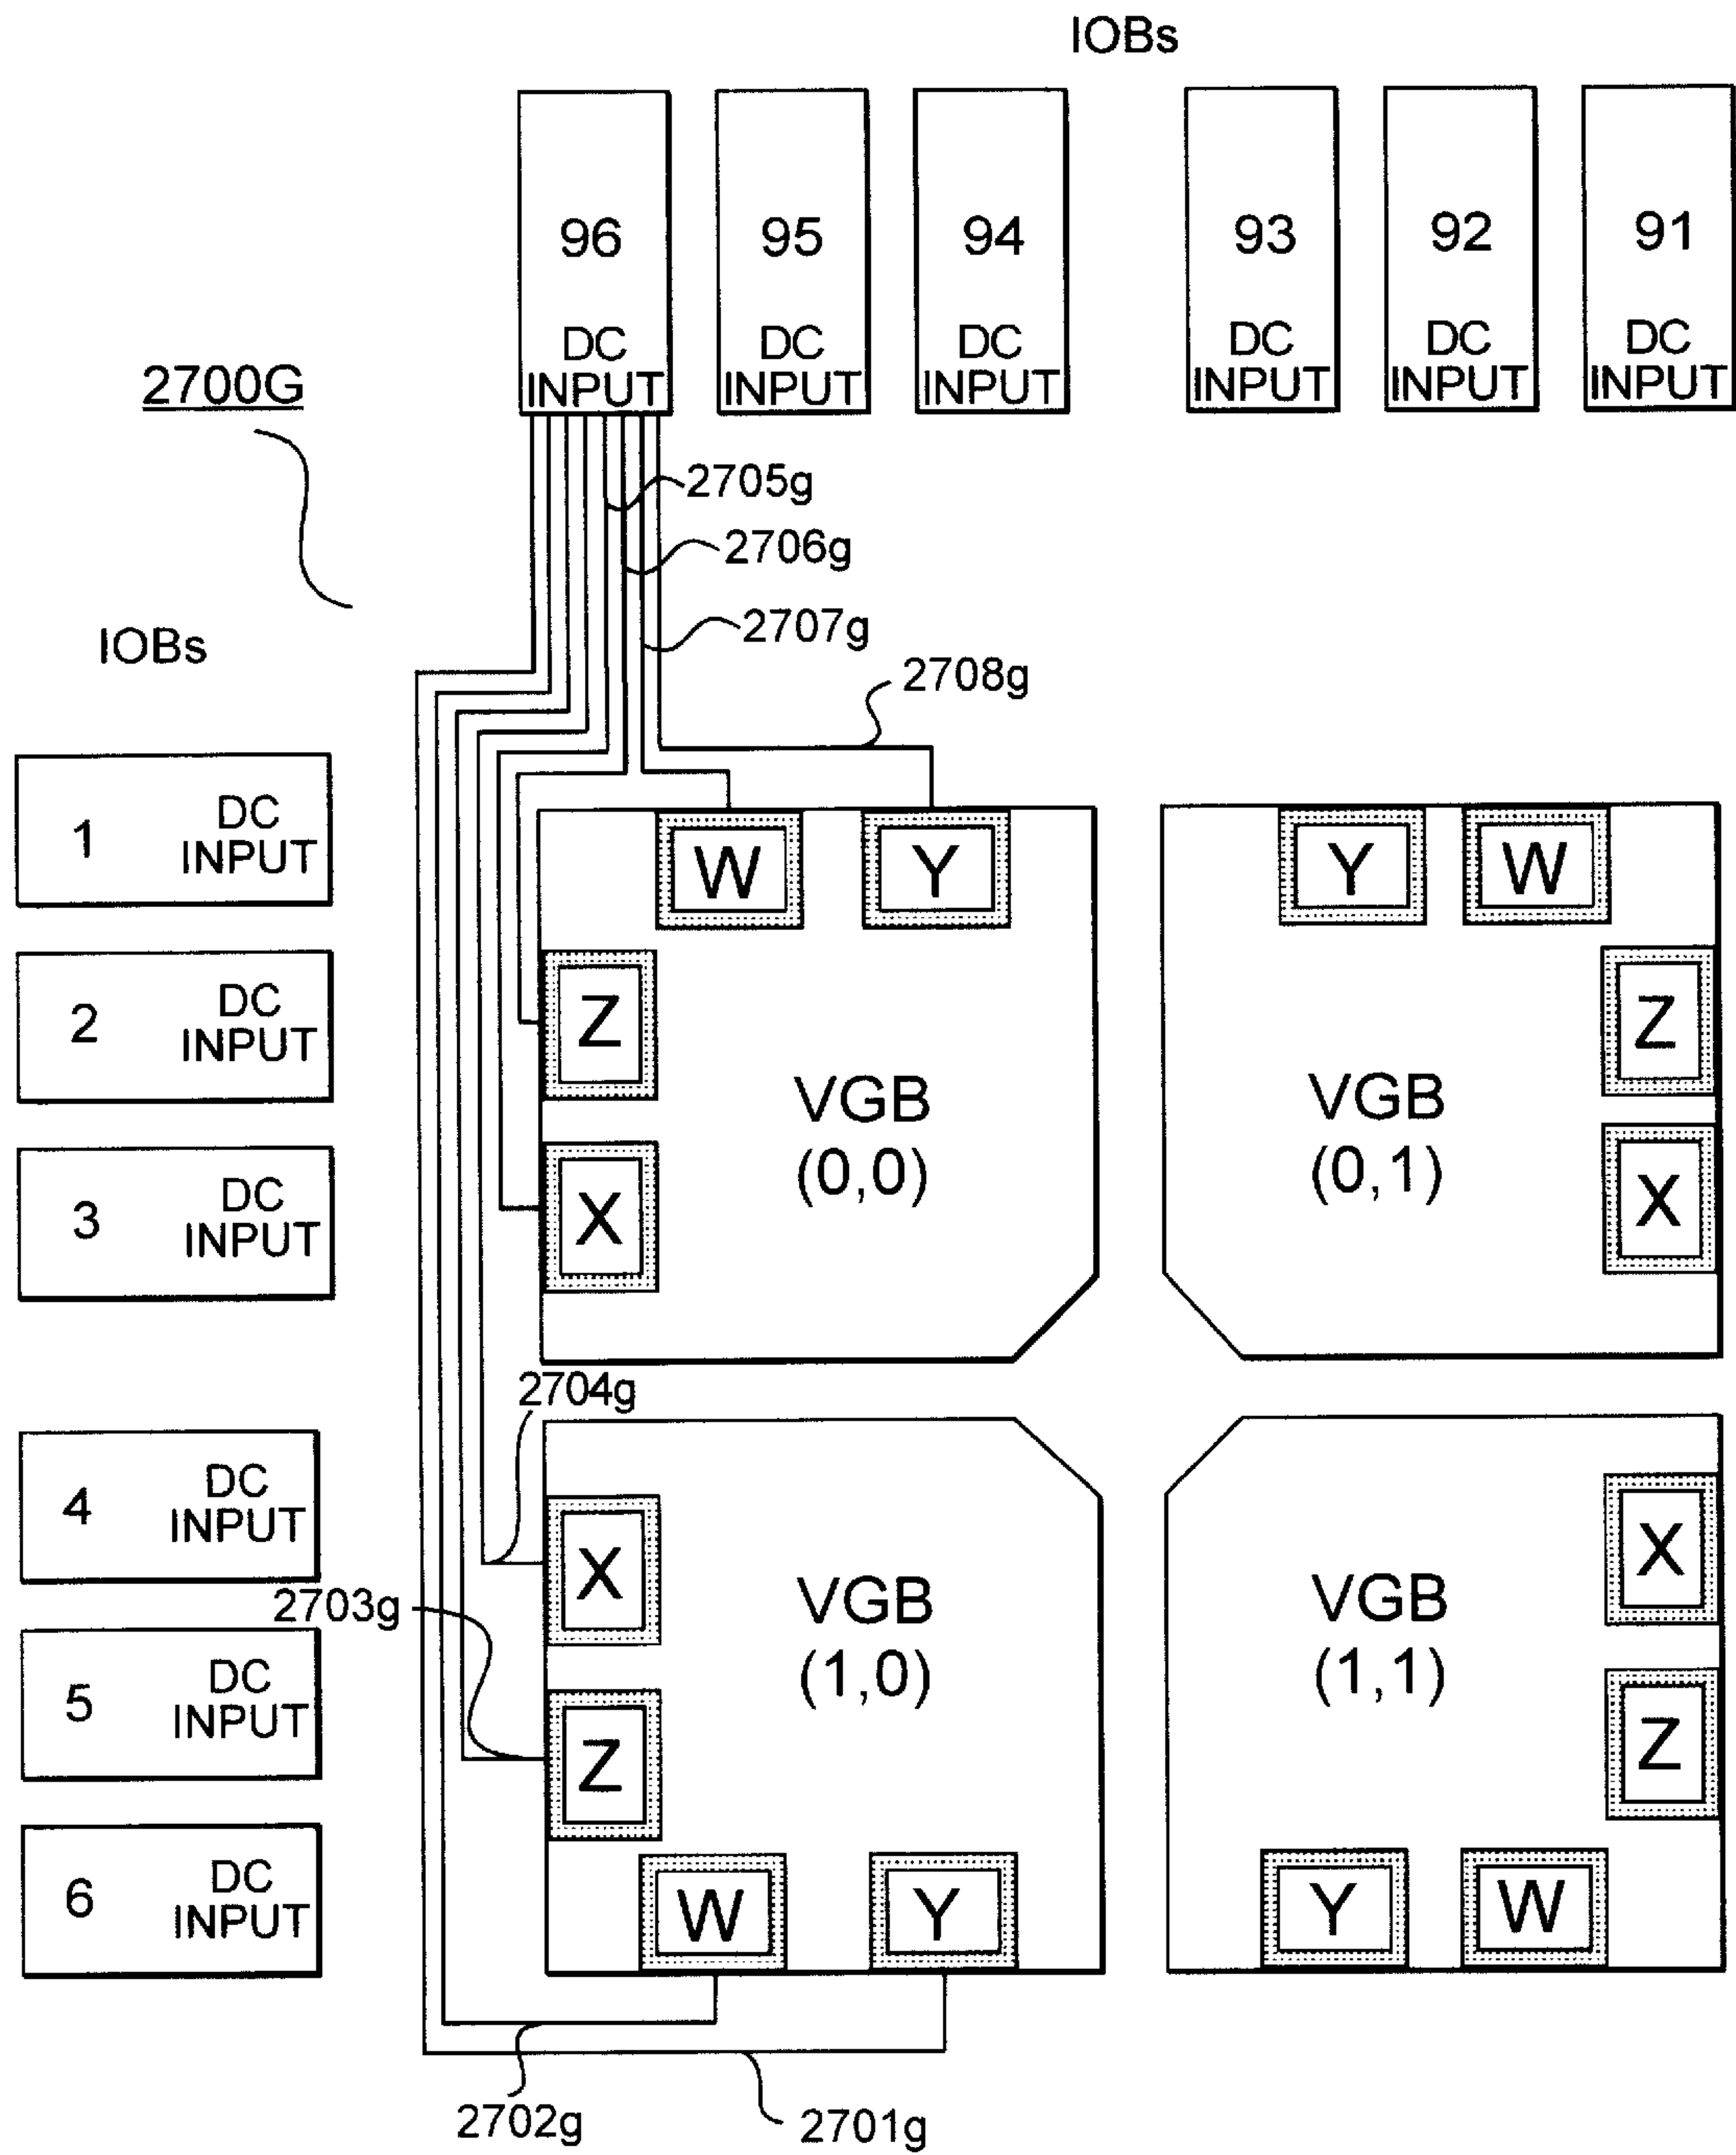 IOBs
96
DC
INPUT
95
DC
INPUT
94
DC
INPUT
93
DC
INPUT
92
DC
INPUT
91
DC
INPUT
2700G
2705g
2706g
2707g
2708g
IOBs
1
DC
INPUT
2
DC
INPUT
3
DC
INPUT
4
DC
INPUT
5
DC
INPUT
6
DC
INPUT
W
Y
Z
X
VGB
(0,0)
Y
W
Z
X
VGB
(0,1)
2704g
2703g
X
Z
W
Y
VGB
(1,0)
X
Z
Y
W
VGB
(1,1)
2702g
2701g